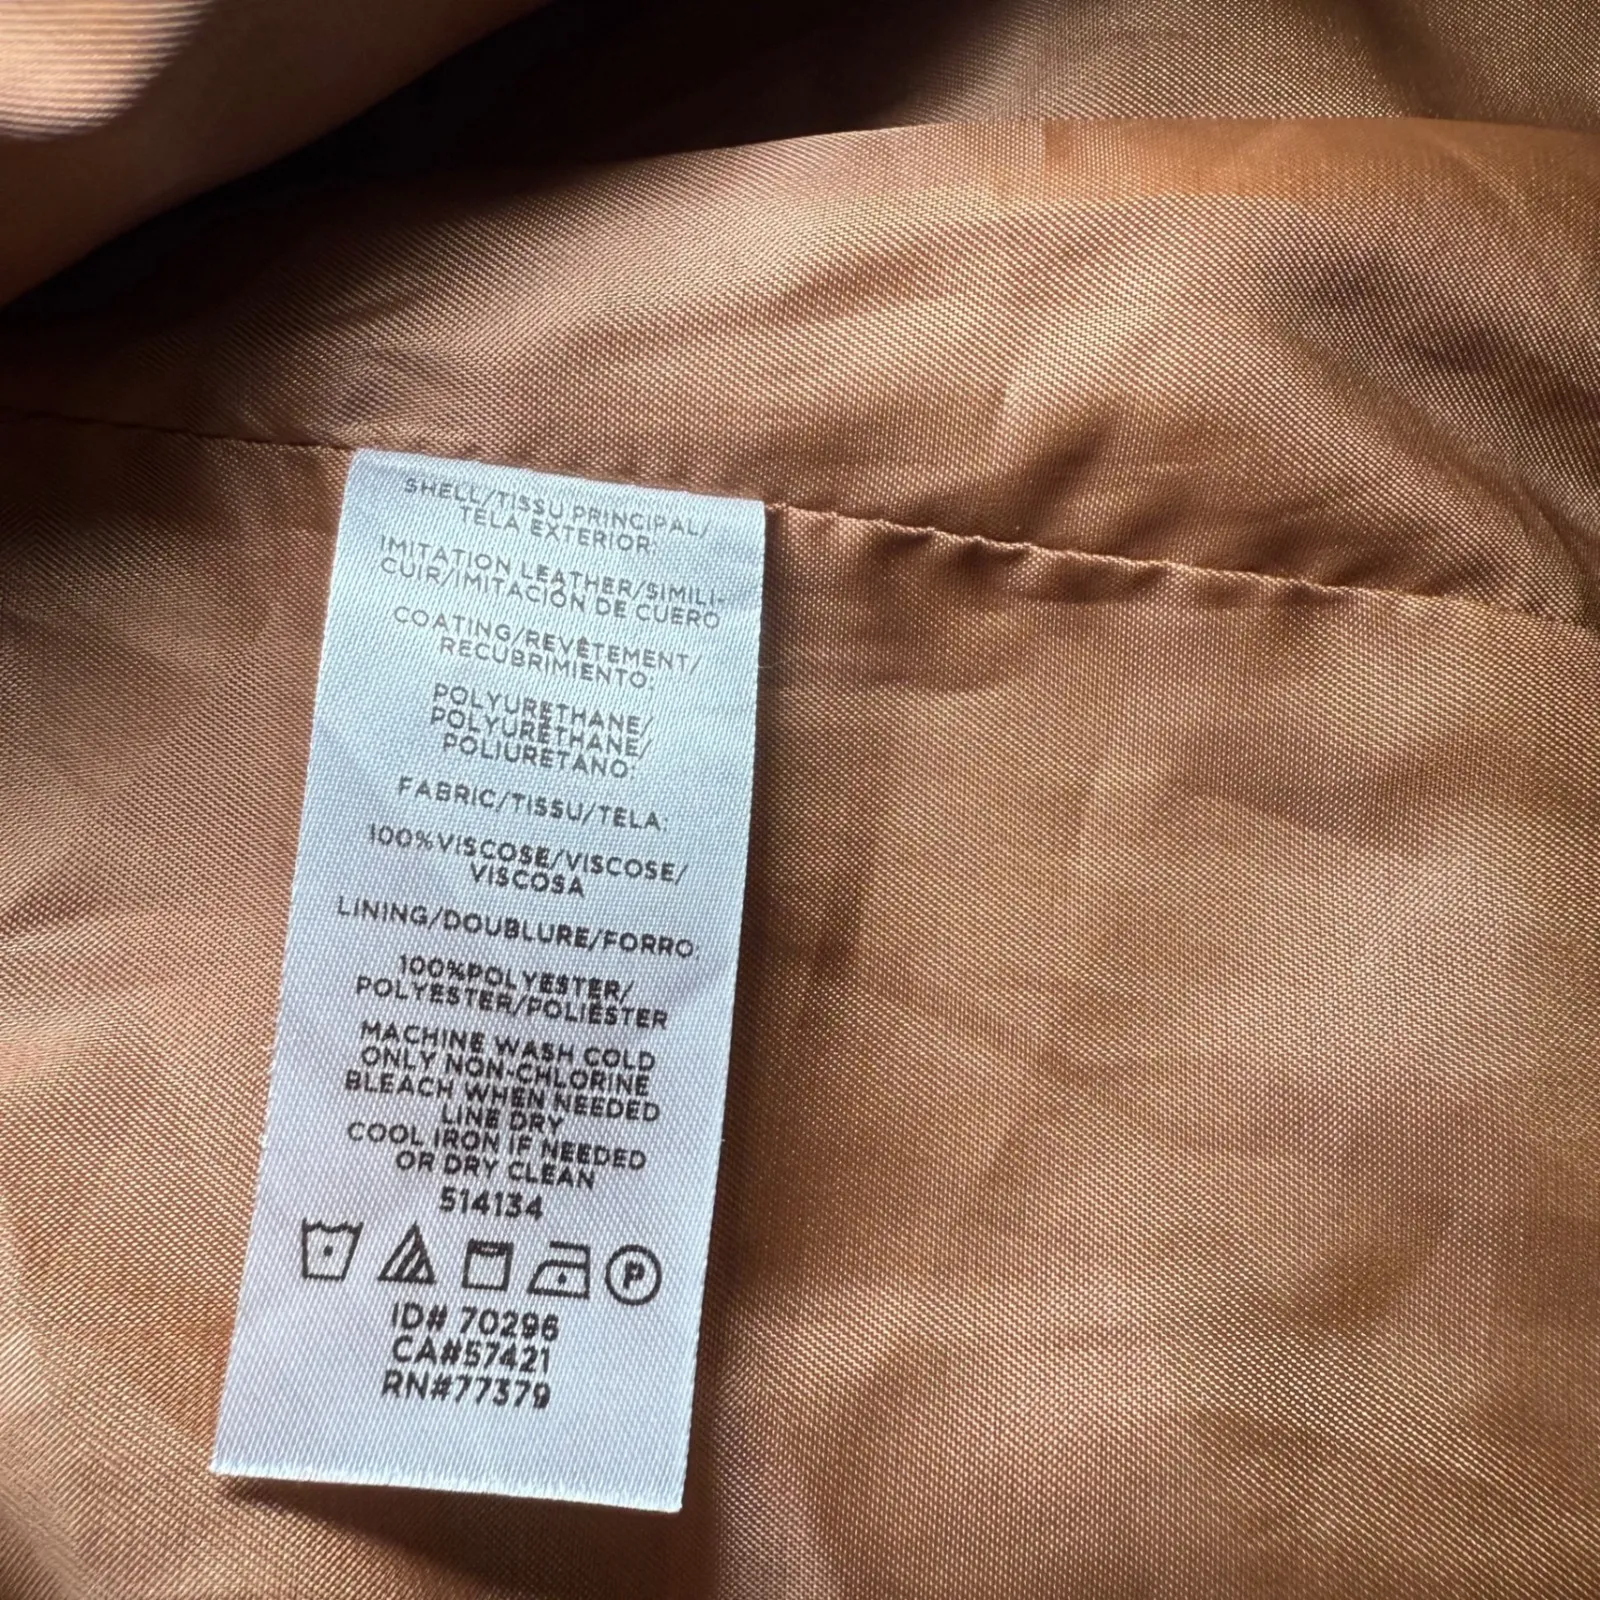 SHELL/TISSU PRINCIPAL/
TELA EXTERIOR:
IMITATION LEATHER/SIMILI-
CUIR/IMITACIÓN DE CUERO
COATING/REVÊTEMENT/
RECUBRIMIENTO:
POLYURETHANE/
POLYURÉTHANE/
POLIURETANO:
FABRIC/TISSU/TELA:
100%VISCOSE/VISCOSE/
VISCOSA
LINING/DOUBLURE/FORRO:
100%POLYESTER/
POLYESTER/POLIÉSTER
MACHINE WASH COLD
ONLY NON-CHLORINE
BLEACH WHEN NEEDED
LINE DRY
COOL IRON IF NEEDED
OR DRY CLEAN
514134
P
ID# 70296
CA#57421
RN#77379